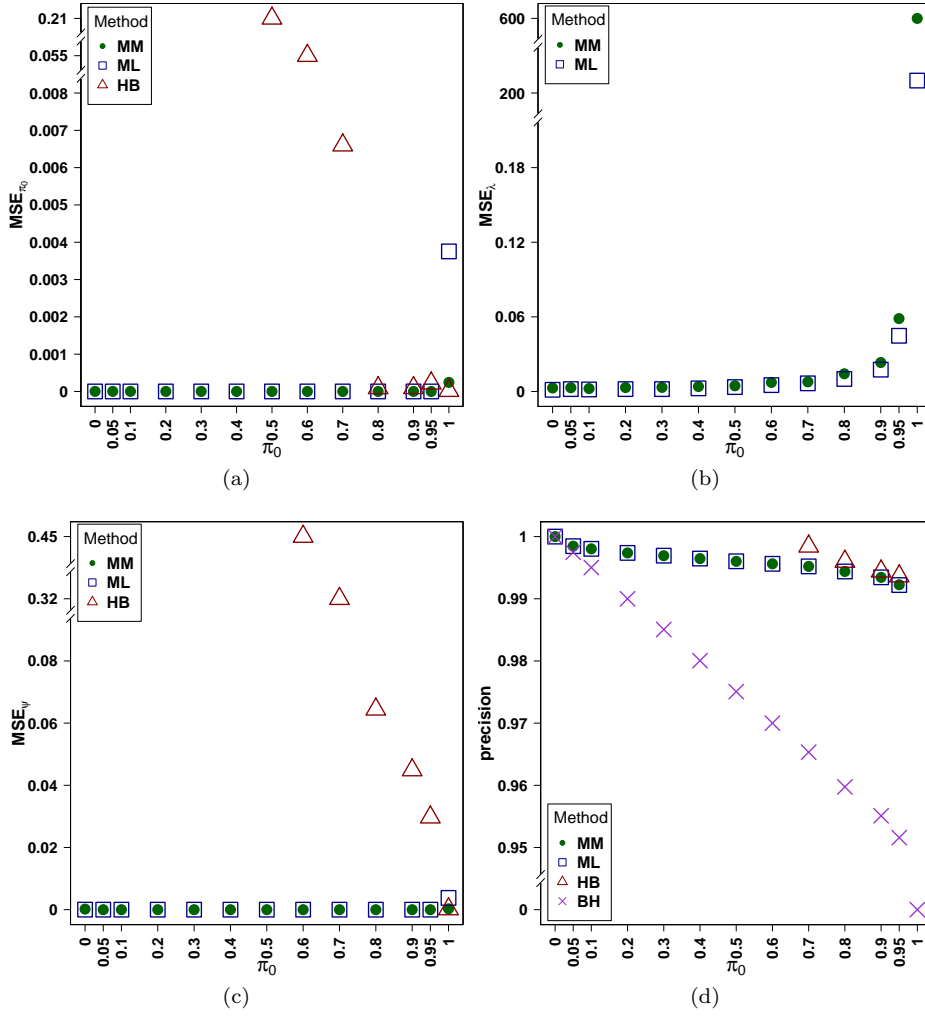 0.21
0.055
0.008
0.007
0.006
0.005
0.004
0.003
0.002
0.001
0
MSE_π₀
Method
MM
ML
HB
0
0.05
0.1
0.2
0.3
0.4
0.5
0.6
0.7
0.8
0.9
0.95
1
π₀
(a)
600
200
0.18
0.12
0.06
0
MSE_λ
Method
MM
ML
0
0.05
0.1
0.2
0.3
0.4
0.5
0.6
0.7
0.8
0.9
0.95
1
π₀
(b)
0.45
0.32
0.08
0.06
0.04
0.02
0
MSE_ψ
Method
MM
ML
HB
0
0.05
0.1
0.2
0.3
0.4
0.5
0.6
0.7
0.8
0.9
0.95
1
π₀
(c)
1
0.99
0.98
0.97
0.96
0.95
0
precision
Method
MM
ML
HB
BH
0
0.05
0.1
0.2
0.3
0.4
0.5
0.6
0.7
0.8
0.9
0.95
1
π₀
(d)